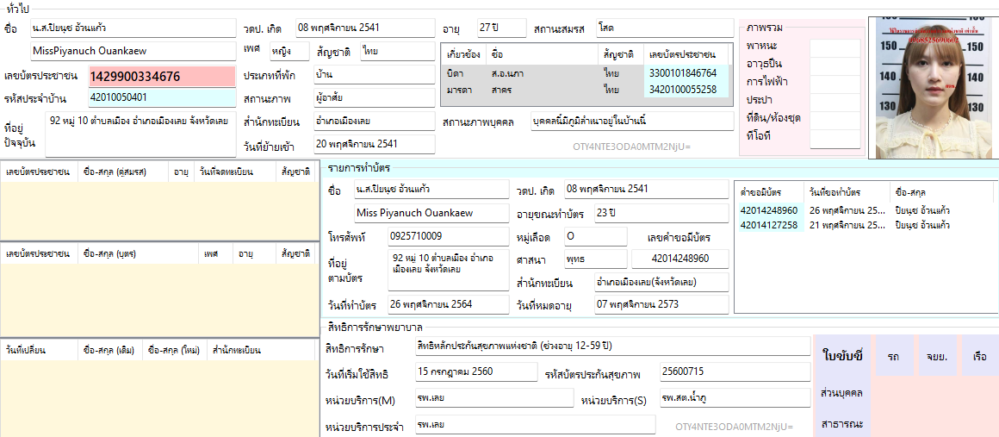 ทั่วไป
ชื่อ น.ส.ปิยนุช อ้วนแก้ว วดป. เกิด 08 พฤศจิกายน 2541 อายุ 27 ปี สถานะสมรส โสด
MissPiyanuch Ouankaew เพศ หญิง สัญชาติ ไทย
เลขบัตรประชาชน 1429900334676 ประเภทที่พัก บ้าน
รหัสประจำบ้าน 42010050401 สถานะภาพ ผู้อาศัย
ที่อยู่ปัจจุบัน 92 หมู่ 10 ตำบลเมือง อำเภอเมืองเลย จังหวัดเลย สำนักทะเบียน อำเภอเมืองเลย
วันที่ย้ายเข้า 20 พฤศจิกายน 2541
เกี่ยวข้อง ชื่อ สัญชาติ เลขบัตรประชาชน
บิดา ส.อ.นภา ไทย 3300101846764
มารดา สาคร ไทย 3420100055258
สถานะภาพบุคคล บุคคลนี้มีภูมิลำเนาอยู่ในบ้านนี้
OTY4NTE3ODA0MTM2NjU=
ภาพรวม
พาหนะ
อาวุธปืน
การไฟฟ้า
ประปา
ที่ดิน/ห้องชุด
ทีโอที
150 150
140 140
130 130
เลขบัตรประชาชน ชื่อ-สกุล (คู่สมรส) อายุ วันที่จดทะเบียน สัญชาติ
เลขบัตรประชาชน ชื่อ-สกุล (บุตร) เพศ อายุ สัญชาติ
วันที่เปลี่ยน ชื่อ-สกุล (เดิม) ชื่อ-สกุล (ใหม่) สำนักทะเบียน
รายการทำบัตร
ชื่อ น.ส.ปิยนุช อ้วนแก้ว วดป. เกิด 08 พฤศจิกายน 2541
Miss Piyanuch Ouankaew อายุขณะทำบัตร 23 ปี
โทรศัพท์ 0925710009 หมู่เลือด O เลขคำขอมีบัตร
ที่อยู่ตามบัตร 92 หมู่ 10 ตำบลเมือง อำเภอเมืองเลย จังหวัดเลย ศาสนา พุทธ 42014248960
สำนักทะเบียน อำเภอเมืองเลย(จังหวัดเลย)
วันที่ทำบัตร 26 พฤศจิกายน 2564 วันที่หมดอายุ 07 พฤศจิกายน 2573
คำขอมีบัตร วันที่ขอทำบัตร ชื่อ-สกุล
42014248960 26 พฤศจิกายน 25... ปิยนุช อ้วนแก้ว
42014127258 21 พฤศจิกายน 25... ปิยนุช อ้วนแก้ว
สิทธิการรักษาพยาบาล
สิทธิการรักษา สิทธิหลักประกันสุขภาพแห่งชาติ (ช่วงอายุ 12-59 ปี)
วันที่เริ่มใช้สิทธิ 15 กรกฎาคม 2560 รหัสบัตรประกันสุขภาพ 25600715
หน่วยบริการ(M) รพ.เลย หน่วยบริการ(S) รพ.สต.น้ำภู
หน่วยบริการประจำ รพ.เลย OTY4NTE3ODA0MTM2NjU=
ใบขับขี่ รถ จยย. เรือ
ส่วนบุคคล
สาธารณะ